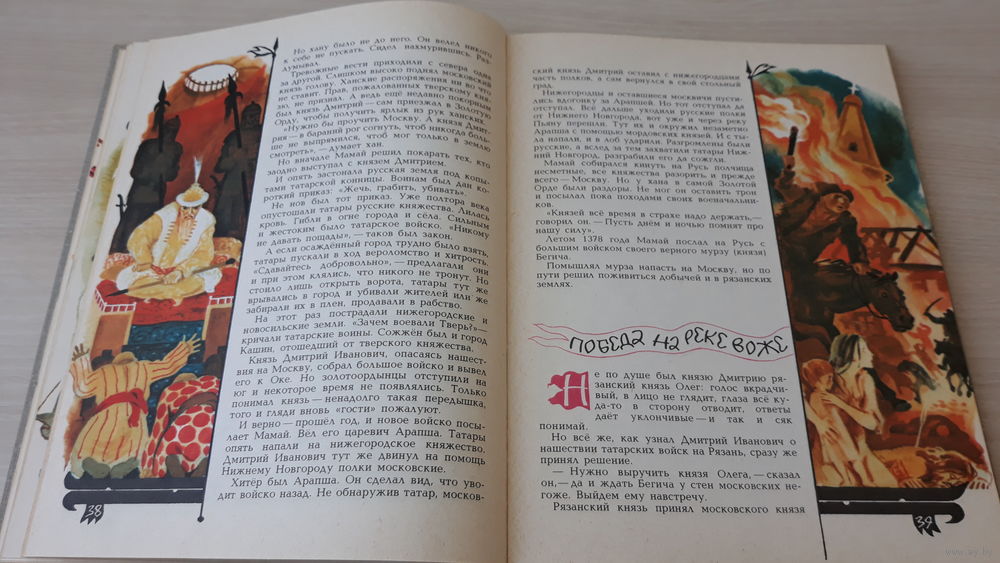 Но хану было не до него. Он велел никого
к себе не пускать. Сидел нахмурившись. Раз-
думывал.
Тревожные вести приходили с севера одна
за другой. Слишком высоко поднял московский
князь голову. Ханские распоряжения ни во что
не ставит. Прав, пожалованных тверскому кня-
зю, не признал. А ведь ещё недавно покорным
был князь Дмитрий — сам приезжал в Золотую
Орду, чтобы получить ярлык из рук ханских.
«Нужно бы проучить Москву. А князя Дмит-
рия — в бараний рог согнуть, чтоб никогда боль-
ше не выпрямился, чтоб мог только в землю
смотреть», — думает хан.
Но вначале Мамай решил покарать тех, кто
заодно выступал с князем Дмитрием.
И опять застонала русская земля под копы-
тами татарской конницы. Воинам был дан ко-
роткий приказ: «Жечь, грабить, убивать».
Не нов был тот приказ. Уже полтора века
опустошали татары русские княжества. Лилась
кровь. Гибли в огне города и сёла. Сильным
и жестоким было татарское войско. «Никому
не давать пощады», — таков был закон.
А если осаждённый город трудно было взять,
татары пускали в ход вероломство и хитрость.
«Сдавайтесь добровольно», — предлагали они
и при этом клялись, что никого не тронут. Но
стоило лишь открыть ворота, татары тут же
врывались в город и убивали жителей или же
забирали их в плен, продавали в рабство.
На этот раз пострадали нижегородские и
новосильские земли. «Зачем воевали Тверь?» —
кричали татарские воины. Сожжён был и город
Кашин, отошедший от тверского княжества.
Князь Дмитрий Иванович, опасаясь нашест-
вия на Москву, собрал большое войско и вывел
его к Оке. Но золотоордынцы отступили на
юг и некоторое время не появлялись. Только
понимал князь — ненадолго такая передышка,
того и гляди вновь «гости» пожалуют.
И верно — прошёл год, и новое войско посы-
лает Мамай. Вёл его царевич Арапша. Татары
опять напали на нижегородское княжество.
Дмитрий Иванович тут же двинул на помощь
Нижнему Новгороду полки московские.
Хитёр был Арапша. Он сделал вид, что уво-
дит войско назад. Не обнаружив татар, москов-
38
ский князь Дмитрий оставил с нижегородцами
часть полков, а сам вернулся в свой стольный
град.
Нижегородцы и оставшиеся москвичи пусти-
лись вдогонку за Арапшей. Но тот отступал да
отступал. Всё дальше уходили русские полки
от Нижнего Новгорода, вот уже и через реку
Пьяну перешли. Тут их и окружил незаметно
Арапша с помощью мордовских князей. И с ты-
ла напали, и в лоб ударили. Разгромлены были
русские, а вслед за тем захватили татары Ниж-
ний Новгород, разграбили его да сожгли.
Мамай собирался кинуть на Русь полчища
несметные, все княжества разорить и прежде
всего — Москву. Но у хана в самой Золотой
Орде были раздоры. Не мог он оставить трон
и посылал пока походами своих военачальни-
ков.
«Князей всё время в страхе надо держать, —
говорил он. — Пусть днём и ночью помнят про
нашу силу».
Летом 1378 года Мамай послал на Русь с
большим войском своего верного мурзу (князя)
Бегича.
Помышлял мурза напасть на Москву, но по
пути решил поживиться добычей и в рязанских
землях.
ПОБЕДА НА РЕКЕ ВОЖЕ
Не по душе был князю Дмитрию ря-
занский князь Олег: голос вкрадчи-
вый, в лицо не глядит, глаза всё ку-
да-то в сторону отводит, ответы
даёт уклончивые — и так и сяк
понимай.
Но всё же, как узнал Дмитрий Иванович о
нашествии татарских войск на Рязань, сразу же
принял решение.
— Нужно выручить князя Олега, — сказал
он, — да и ждать Бегича у стен московских не-
гоже. Выйдем ему навстречу.
Рязанский князь принял московского князя
39
www.ay.by